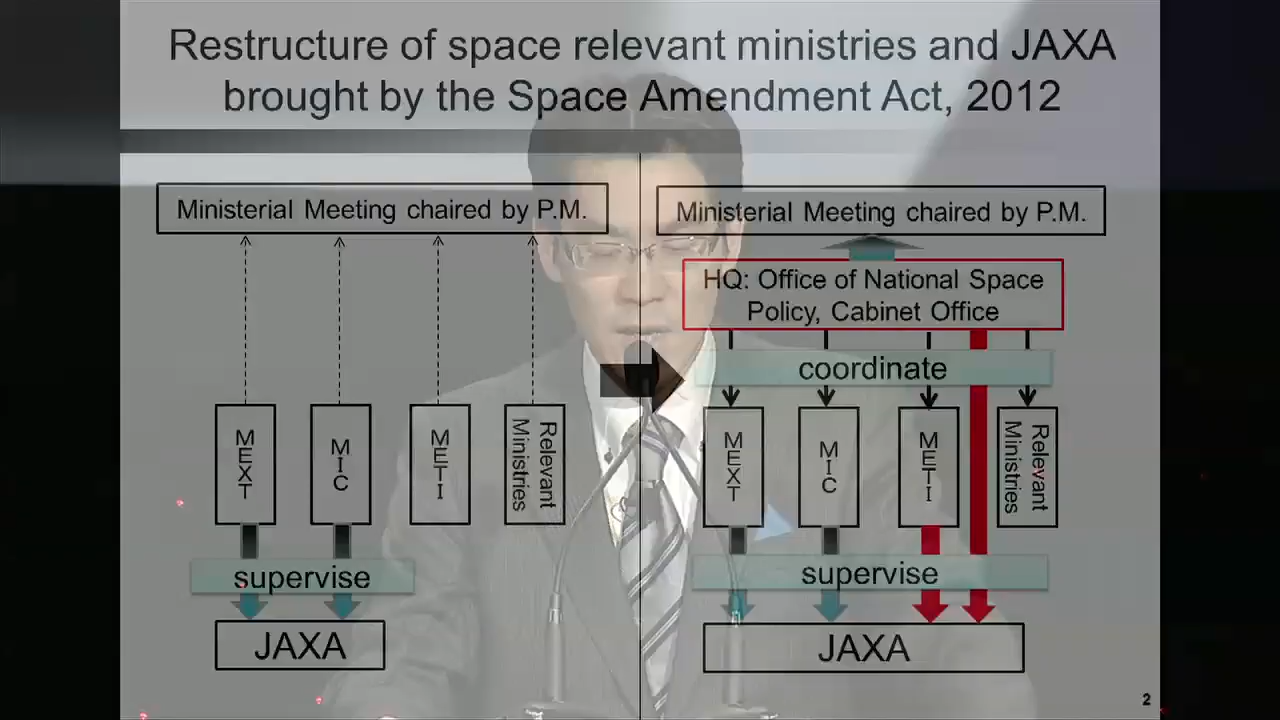 Restructure of space relevant ministries and JAXA
brought by the Space Amendment Act, 2012
Ministerial Meeting chaired by P.M.
MEXT
MIC
METI
Relevant
Ministries
supervise
JAXA
Ministerial Meeting chaired by P.M.
HQ: Office of National Space
Policy, Cabinet Office
coordinate
MEXT
MIC
METI
Relevant
Ministries
supervise
JAXA
2